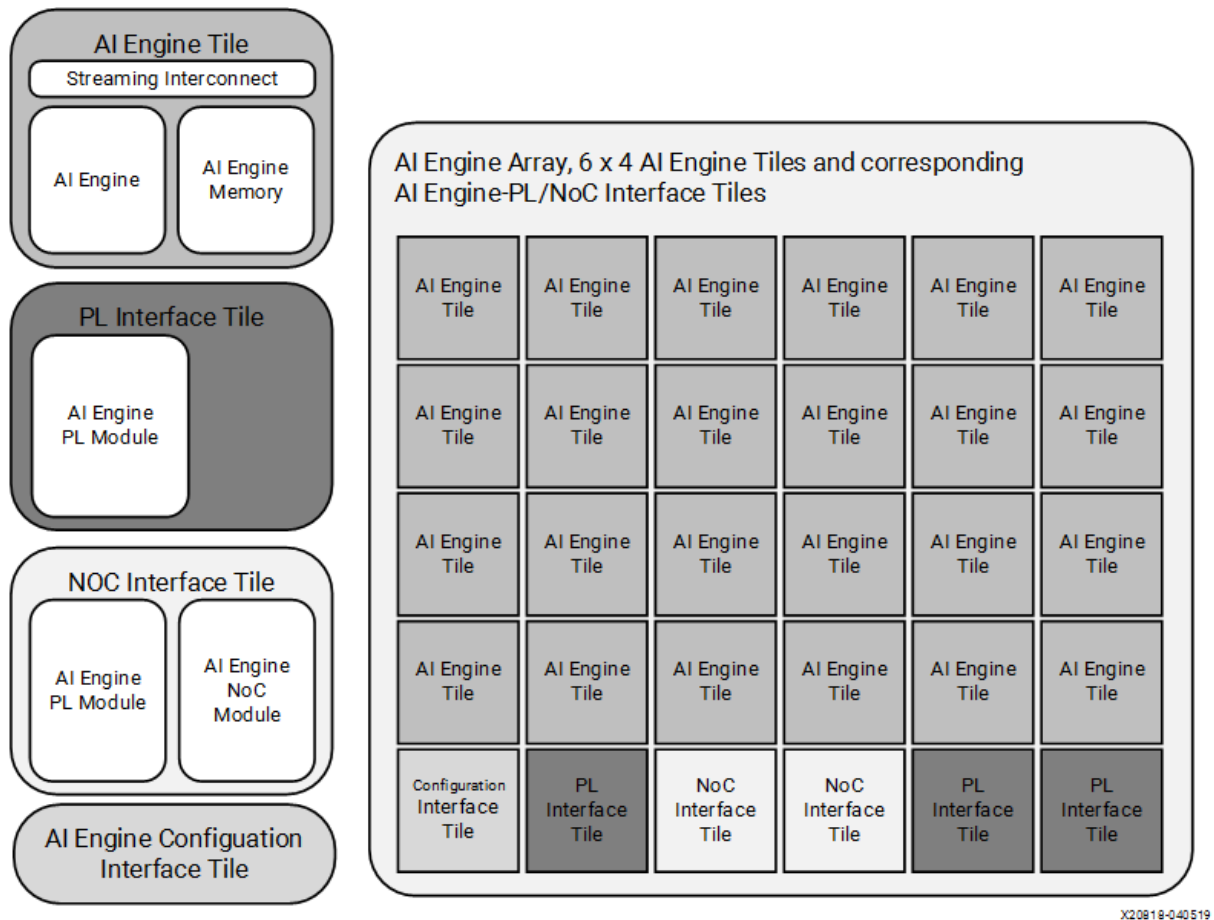 AI Engine Tile
Streaming Interconnect
AI Engine
AI Engine
Memory
PL Interface Tile
AI Engine
PL Module
NOC Interface Tile
AI Engine
PL Module
AI Engine
NoC
Module
AI Engine Configuation
Interface Tile
AI Engine Array, 6 x 4 AI Engine Tiles and corresponding
AI Engine-PL/NoC Interface Tiles
AI Engine
Tile
AI Engine
Tile
AI Engine
Tile
AI Engine
Tile
AI Engine
Tile
AI Engine
Tile
AI Engine
Tile
AI Engine
Tile
AI Engine
Tile
AI Engine
Tile
AI Engine
Tile
AI Engine
Tile
AI Engine
Tile
AI Engine
Tile
AI Engine
Tile
AI Engine
Tile
AI Engine
Tile
AI Engine
Tile
AI Engine
Tile
AI Engine
Tile
AI Engine
Tile
AI Engine
Tile
AI Engine
Tile
AI Engine
Tile
Configuration
Interface
Tile
PL
Interface
Tile
NoC
Interface
Tile
NoC
Interface
Tile
PL
Interface
Tile
PL
Interface
Tile
X20818-040519